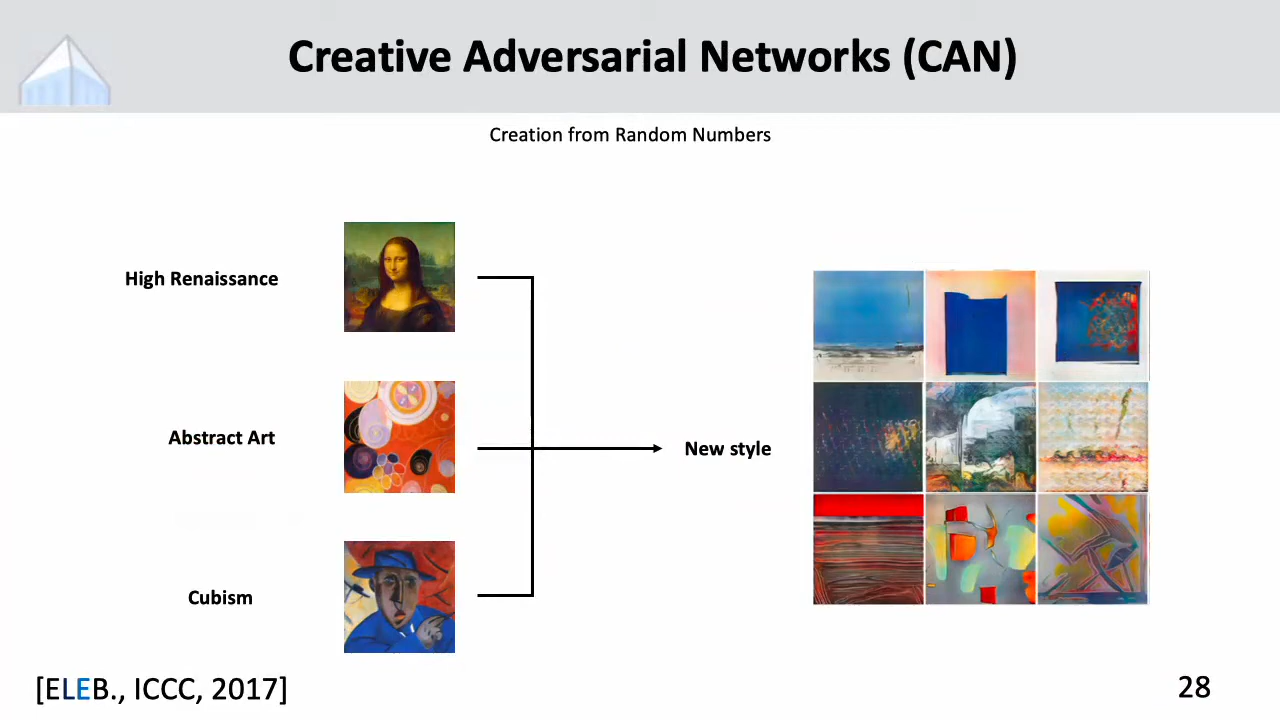 Creative Adversarial Networks (CAN)
Creation from Random Numbers
High Renaissance
Abstract Art
New style
Cubism
[ELEB., ICCC, 2017]
28